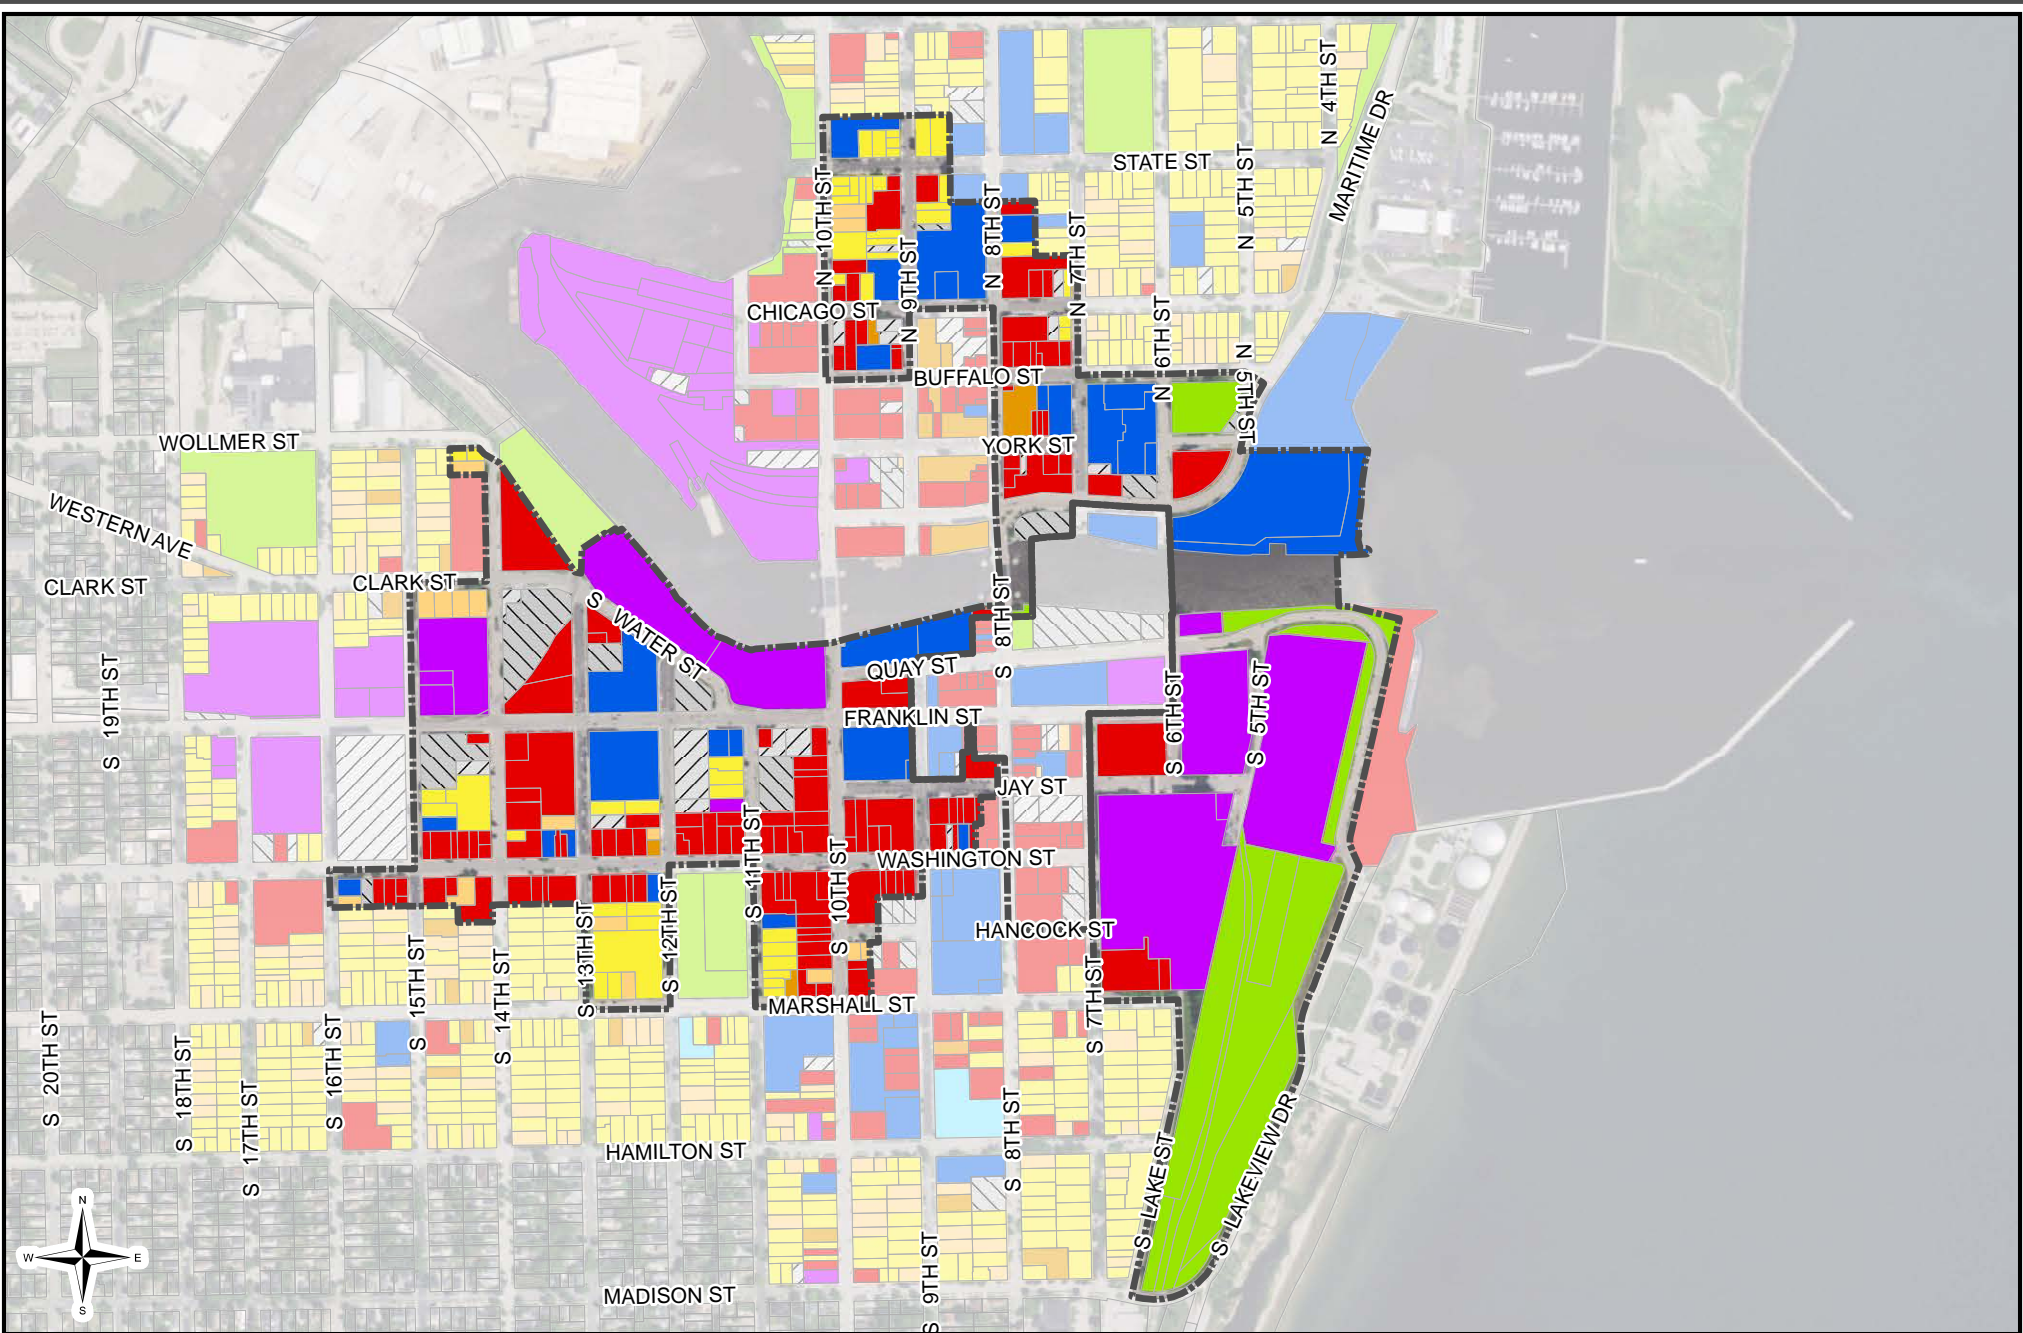 N 4TH ST
MARITIME DR
STATE ST
N 5TH ST
N 10TH ST
N 8TH ST
N 7TH ST
N 9TH ST
CHICAGO ST
N 6TH ST
N 5TH ST
BUFFALO ST
WOLLMER ST
YORK ST
WESTERN AVE
CLARK ST
CLARK ST
S WATER ST
S 8TH ST
QUAY ST
S 19TH ST
S 6TH ST
S 5TH ST
FRANKLIN ST
JAY ST
S 11TH ST
WASHINGTON ST
S 10TH ST
S 12TH ST
S 13TH ST
HANCOCK ST
S 15TH ST
S 14TH ST
S 7TH ST
MARSHALL ST
S 20TH ST
S 18TH ST
S 16TH ST
S 17TH ST
S 8TH ST
S LAKE ST
S LAKEVIEW DR
HAMILTON ST
N
W E
S
S 9TH ST
MADISON ST